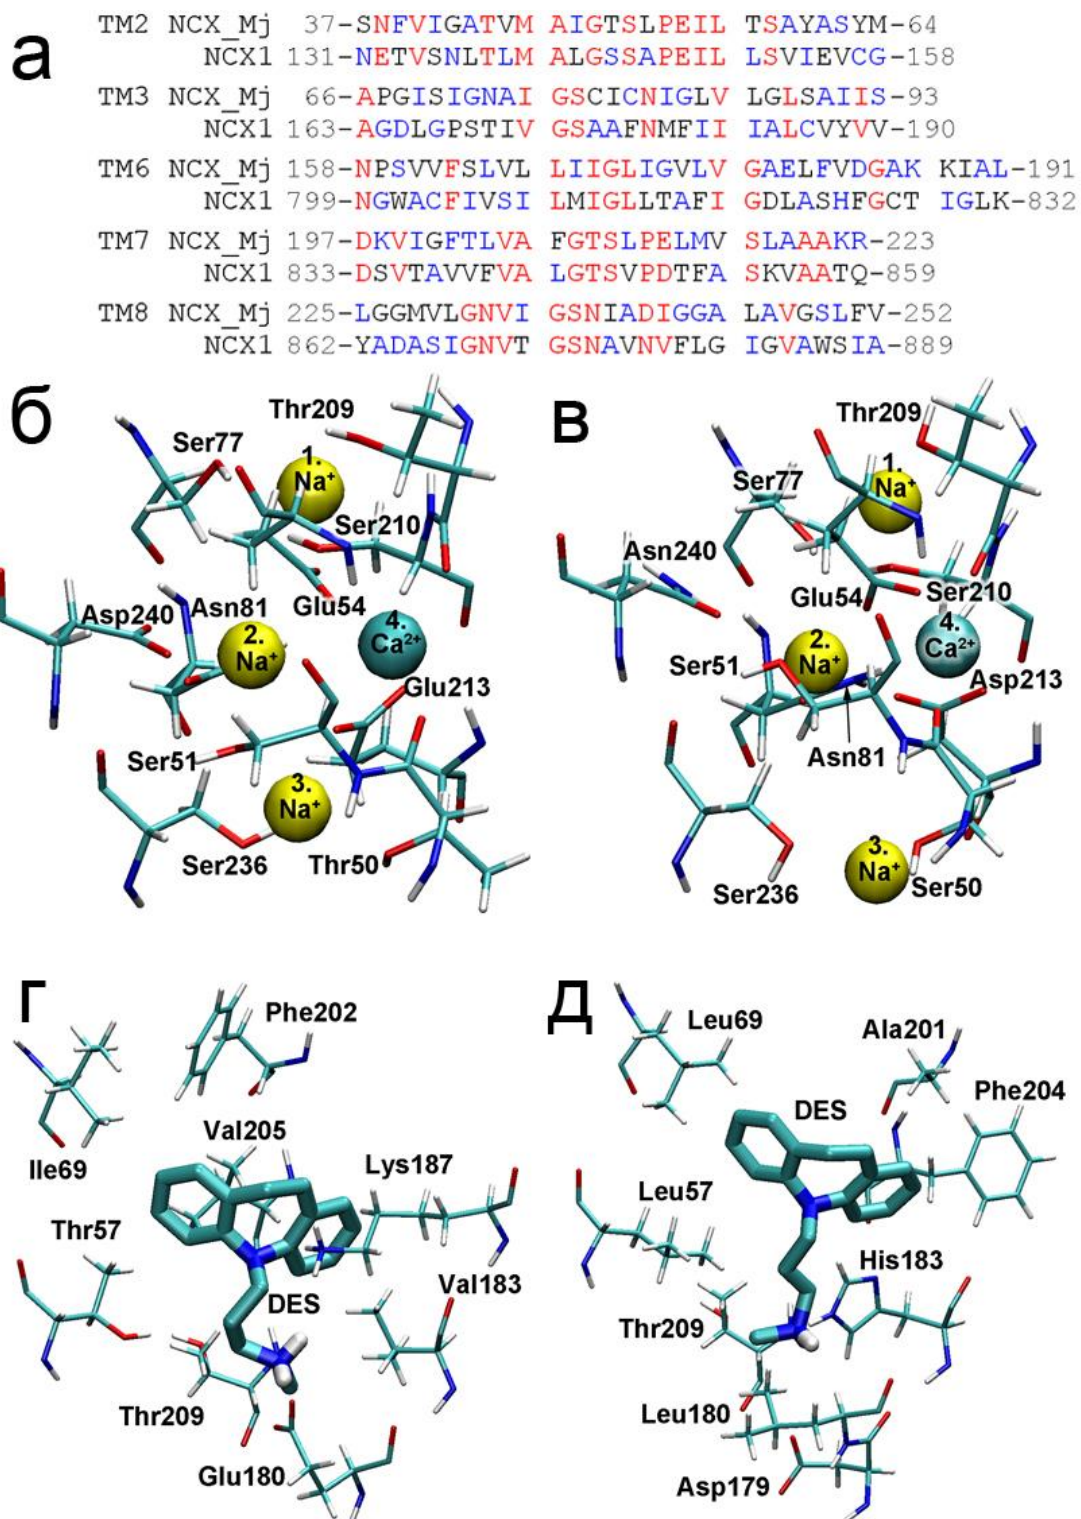 а
TM2 NCX_Mj 37-SNFVIGATVM AIGTSLPEIL TSAYASYM-64
NCX1 131-NETVSNLTLM ALGSSAPEIL LSVIEVCG-158
TM3 NCX_Mj 66-APGISIGNAI GSCICNIGLV LGLSAIIS-93
NCX1 163-AGDLGPSTIV GSAAFNMFII IALCVYVV-190
TM6 NCX_Mj 158-NPSVVFSLVL LIIGLIGVLV GAELFVDGAK KIAL-191
NCX1 799-NGWACFIVSI LMIGLLTAFI GDLASHFGCT IGLK-832
TM7 NCX_Mj 197-DKVIGFTLVA FGTSLPELMV SLAAAKR-223
NCX1 833-DSVTAVVFVA LGTSVPDTFA SKVAATQ-859
TM8 NCX_Mj 225-LGGMVLGNVI GSNIADIGGA LAVGSLFV-252
NCX1 862-YADASIGNVT GSNAVNVFLG IGVAWSIA-889
б
Thr209
Ser77
1.
Na⁺
Ser210
Glu54
Asp240
Asn81
2.
Na⁺
4.
Ca²⁺
Glu213
Ser51
3.
Na⁺
Ser236
Thr50
в
Thr209
Ser77
1.
Na⁺
Asn240
Glu54
Ser210
2.
Na⁺
4.
Ca²⁺
Ser51
Asp213
Asn81
3.
Na⁺
Ser236
Ser50
г
Phe202
Ile69
Val205
Lys187
Thr57
Val183
DES
Thr209
Glu180
д
Leu69
Ala201
DES
Phe204
Leu57
His183
Thr209
Leu180
Asp179